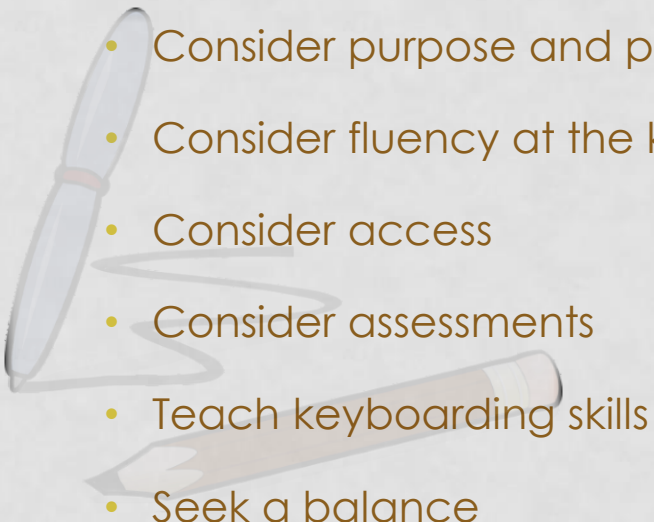 • Consider purpose and
• Consider fluency at the
• Consider access
• Consider assessments
• Teach keyboarding skills
• Seek a balance